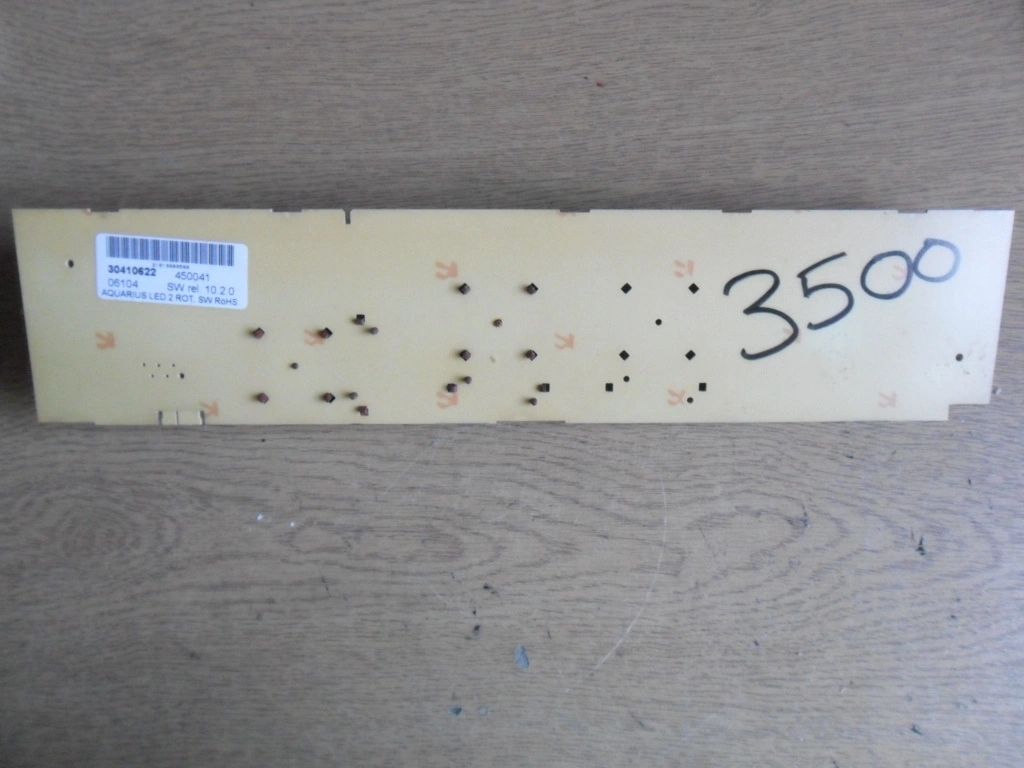 30410622 450041
06104 SW rel. 10.2.0
AQUARIUS LED 2 ROT. SW RoHS
3500